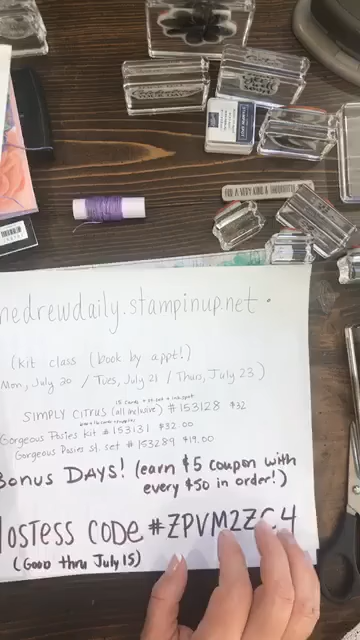 nedrewdaily.stampinup.net
(kit class (book by appt!)
Mon, July 20 / Tues, July 21 / Thurs, July 23)
15 cards
SIMPLY CITRUS (all inclusive) #153128 $32
Gorgeous Posies kit #153131 $32.00
Gorgeous Posies st. set #153289 $19.00
Bonus DAYS! (earn $5 coupon with
every $50 in order!)
Hostess Code #ZPVM2ZC4
(Good thru July 15)
FOR A VERY KIND & THOUGHTFUL